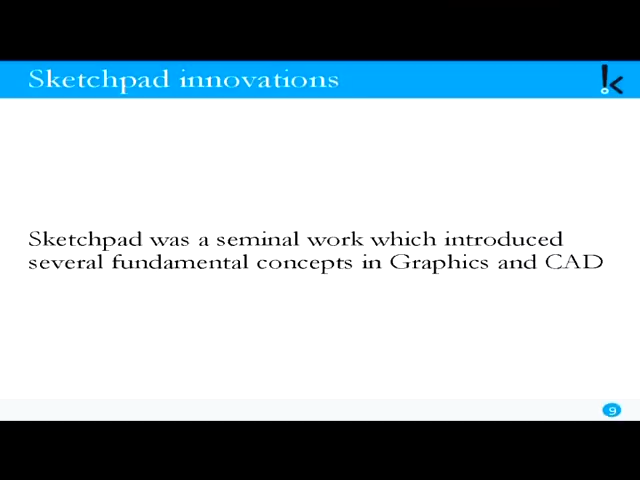 Sketchpad innovations
Sketchpad was a seminal work which introduced
several fundamental concepts in Graphics and CAD
9